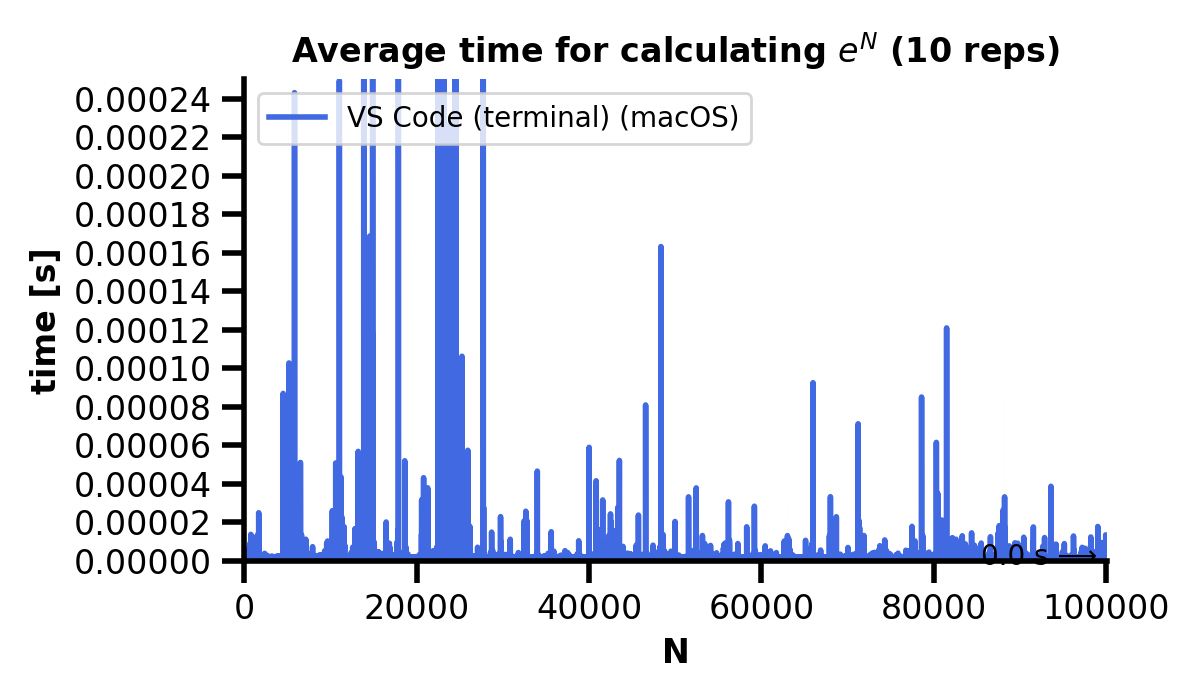 Average time for calculating e^N (10 reps)
VS Code (terminal) (macOS)
time [s]
0.00024
0.00022
0.00020
0.00018
0.00016
0.00014
0.00012
0.00010
0.00008
0.00006
0.00004
0.00002
0.00000
0.0 s →
0 20000 40000 60000 80000 100000
N